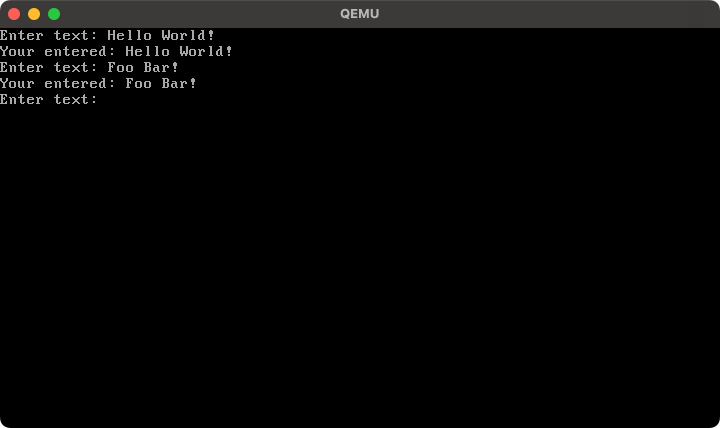 QEMU
Enter text: Hello World!
Your entered: Hello World!
Enter text: Foo Bar!
Your entered: Foo Bar!
Enter text: